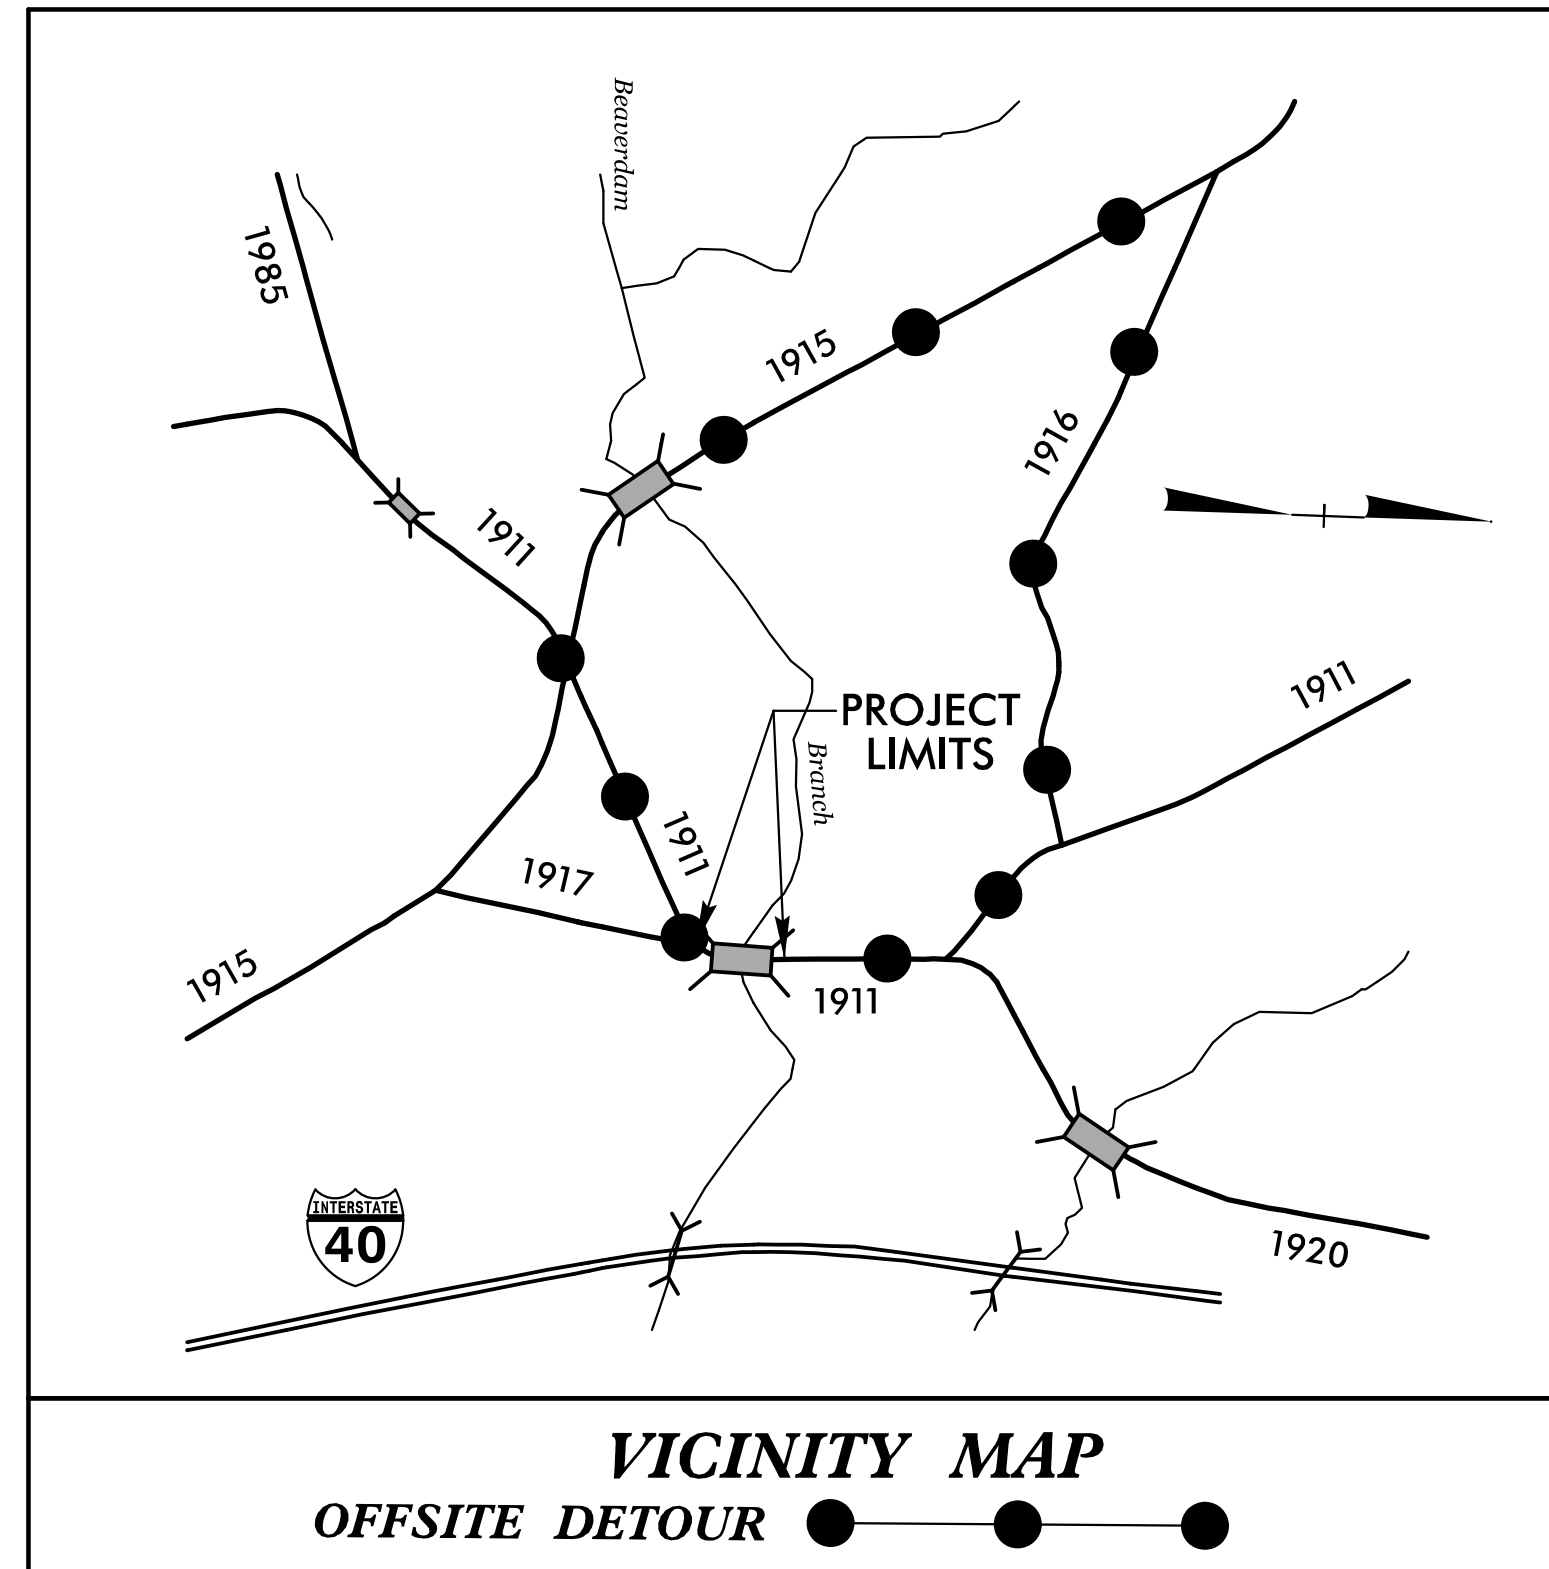 Beaverdam
1985
1915
1916
1911
1911
PROJECT
LIMITS
Branch
1911
1917
1915
1911
INTERSTATE
40
1920
VICINITY MAP
OFFSITE DETOUR